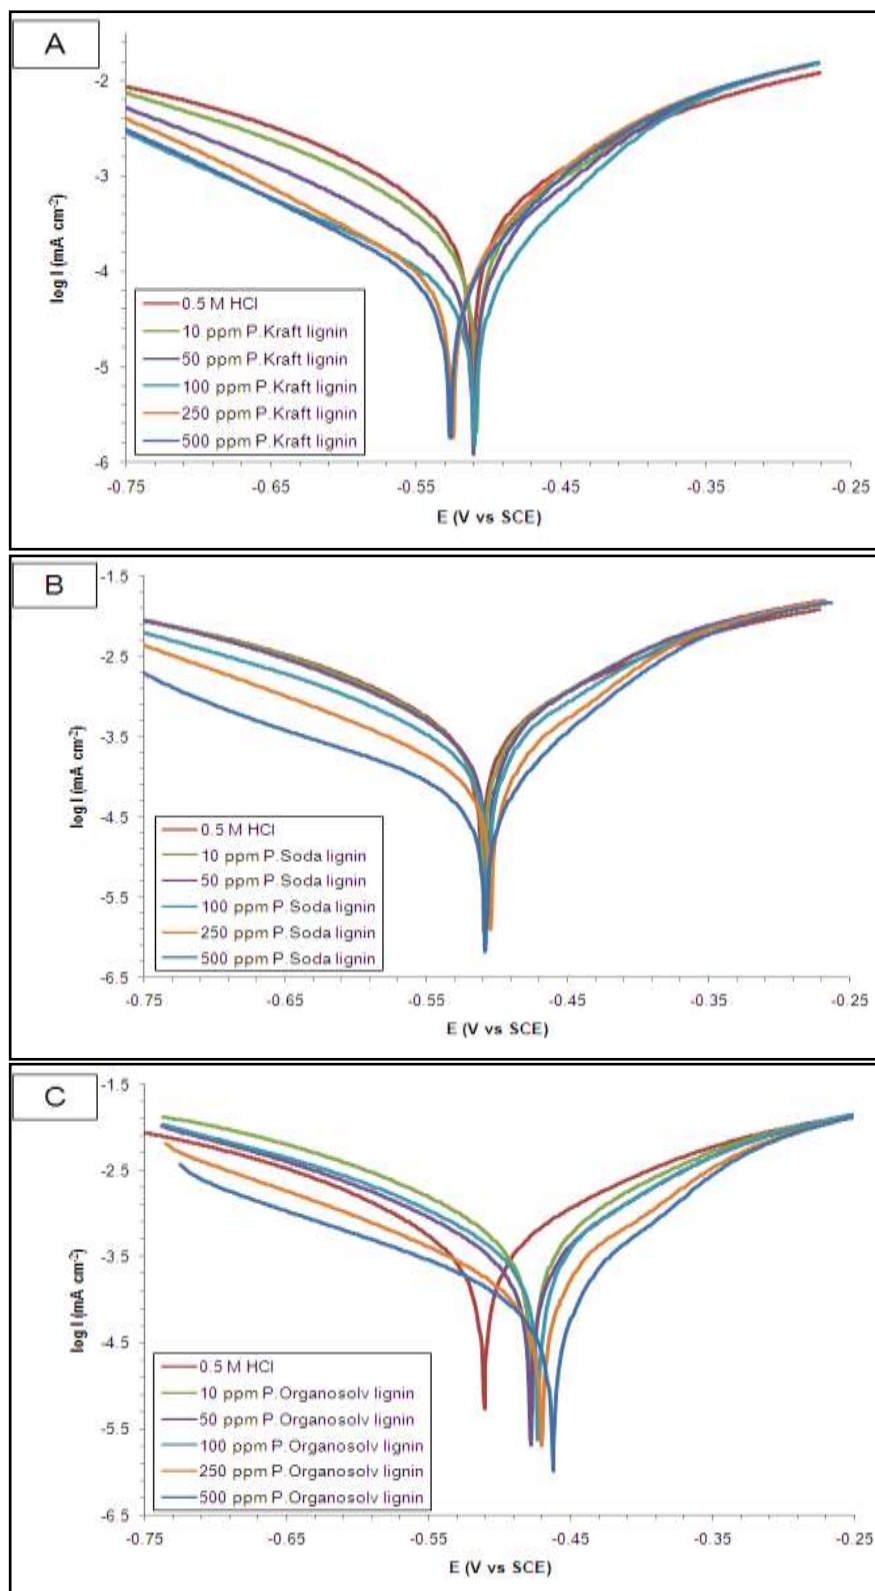 A
-2
-3
-4
-5
-6
log I (mA cm-2)
0.5 M HCl
10 ppm P.Kraft lignin
50 ppm P.Kraft lignin
100 ppm P.Kraft lignin
250 ppm P.Kraft lignin
500 ppm P.Kraft lignin
-0.75 -0.65 -0.55 -0.45 -0.35 -0.25
E (V vs SCE)
B
-1.5
-2.5
-3.5
-4.5
-5.5
-6.5
log I (mA cm-2)
0.5 M HCl
10 ppm P.Soda lignin
50 ppm P.Soda lignin
100 ppm P.Soda lignin
250 ppm P.Soda lignin
500 ppm P.Soda lignin
-0.75 -0.65 -0.55 -0.45 -0.35 -0.25
E (V vs SCE)
C
-1.5
-2.5
-3.5
-4.5
-5.5
-6.5
log I (mA cm-2)
0.5 M HCl
10 ppm P.Organosolv lignin
50 ppm P.Organosolv lignin
100 ppm P.Organosolv lignin
250 ppm P.Organosolv lignin
500 ppm P.Organosolv lignin
-0.75 -0.65 -0.55 -0.45 -0.35 -0.25
E (V vs SCE)